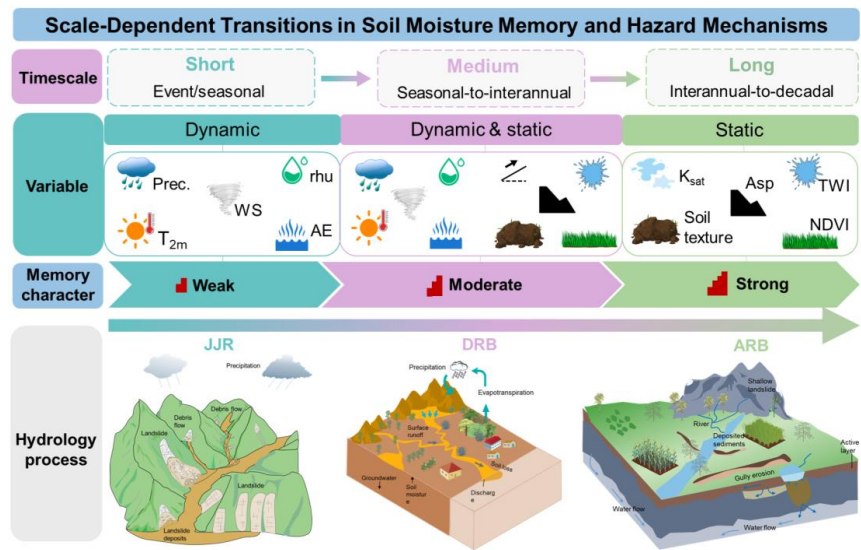 Scale-Dependent Transitions in Soil Moisture Memory and Hazard Mechanisms
Timescale
Short
Event/seasonal
Medium
Seasonal-to-interannual
Long
Interannual-to-decadal
Variable
Dynamic
Dynamic & static
Static
Prec.
WS
rhu
T2m
AE
Ksat
Asp
TWI
Soil
texture
NDVI
Memory
character
Weak
Moderate
Strong
Hydrology
process
JJR
Precipitation
Debris flow
Debris
flow
Landslide
Landslide
Landslide
deposits
DRB
Precipitation
Evapotranspiration
Surface
runoff
Soil loss
Groundwater
Soil
moistur
e
Discharg
e
ARB
Shallow
landslide
River
Deposited
sediments
Active
layer
Gully erosion
Water flow
Water flow